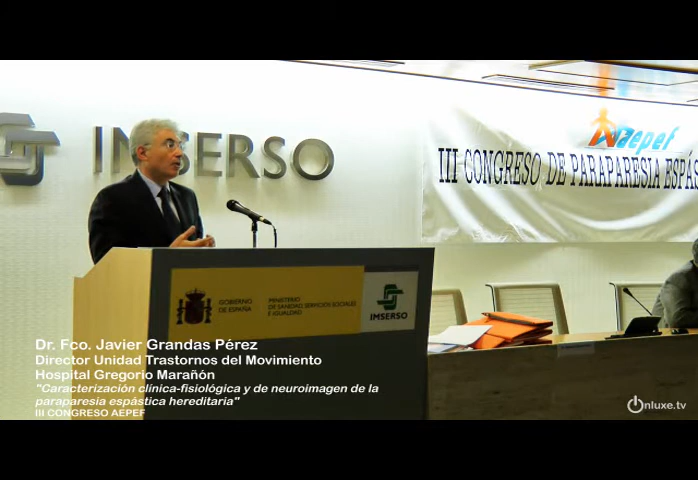 IMSERSO
aepef
III CONGRESO DE PARAPARESIA ESPÁS
GOBIERNO
DE ESPAÑA
MINISTERIO
DE SANIDAD, SERVICIOS SOCIALES
E IGUALDAD
IMSERSO
Dr. Fco. Javier Grandas Pérez
Director Unidad Trastornos del Movimiento
Hospital Gregorio Marañón
"Caracterización clínica-fisiológica y de neuroimagen de la
paraparesia espástica hereditaria"
III CONGRESO AEPEF
Onluxe.tv